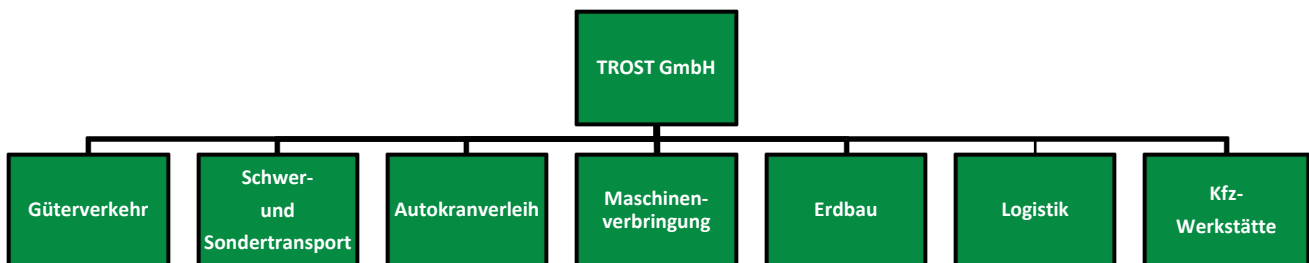 TROST GmbH
Güterverkehr
Schwer-
und
Sondertransport
Autokranverleih
Maschinen-
verbringung
Erdbau
Logistik
Kfz-
Werkstätte